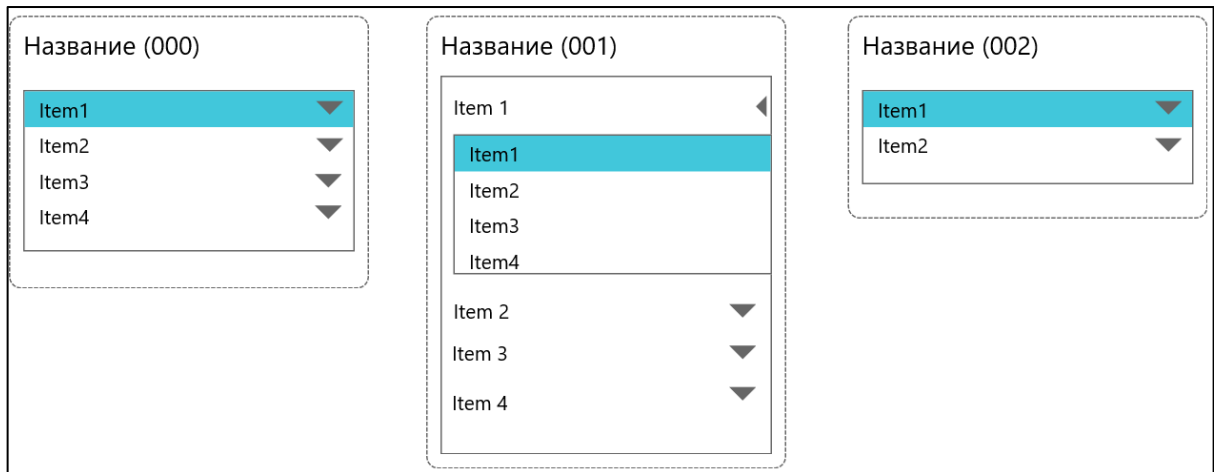 Название (000)
Item1
Item2
Item3
Item4
Название (001)
Item 1
Item1
Item2
Item3
Item4
Item 2
Item 3
Item 4
Название (002)
Item1
Item2